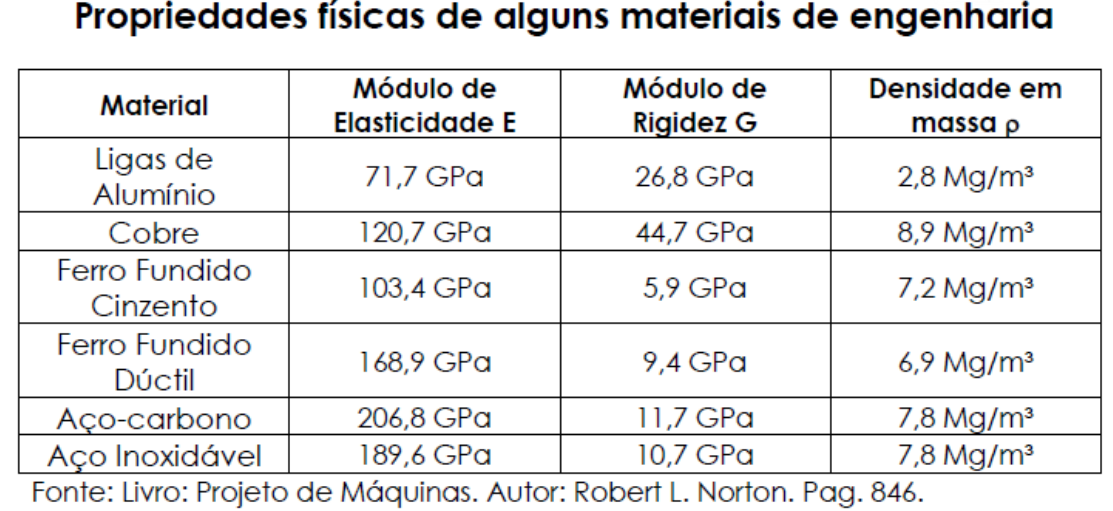 Propriedades físicas de alguns materiais de engenharia
Material
Módulo de
Elasticidade E
Módulo de
Rigidez G
Densidade em
massa ρ
Ligas de
Alumínio
71,7 GPa
26,8 GPa
2,8 Mg/m³
Cobre
120,7 GPa
44,7 GPa
8,9 Mg/m³
Ferro Fundido
Cinzento
103,4 GPa
5,9 GPa
7,2 Mg/m³
Ferro Fundido
Dúctil
168,9 GPa
9,4 GPa
6,9 Mg/m³
Aço-carbono
206,8 GPa
11,7 GPa
7,8 Mg/m³
Aço Inoxidável
189,6 GPa
10,7 GPa
7,8 Mg/m³
Fonte: Livro: Projeto de Máquinas. Autor: Robert L. Norton. Pag. 846.